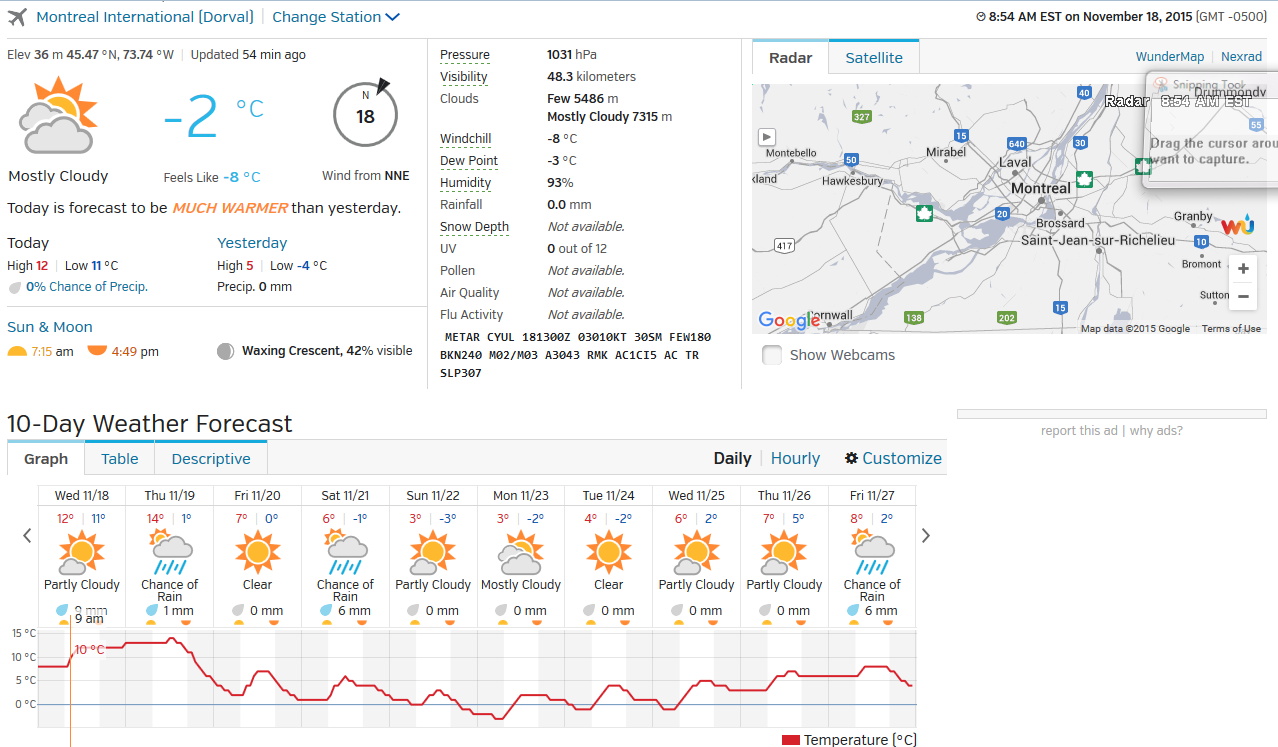 Montreal International (Dorval) | Change Station
8:54 AM EST on November 18, 2015 (GMT -0500)
Elev 36 m 45.47 °N, 73.74 °W | Updated 54 min ago
-2 °C
N
18
Mostly Cloudy
Feels Like -8 °C
Wind from NNE
Today is forecast to be MUCH WARMER than yesterday.
Today
High 12 | Low 11 °C
0% Chance of Precip.
Yesterday
High 5 | Low -4 °C
Precip. 0 mm
Sun & Moon
7:15 am
4:49 pm
Waxing Crescent, 42% visible
Pressure 1031 hPa
Visibility 48.3 kilometers
Clouds Few 5486 m
Mostly Cloudy 7315 m
Windchill -8 °C
Dew Point -3 °C
Humidity 93%
Rainfall 0.0 mm
Snow Depth Not available.
UV 0 out of 12
Pollen Not available.
Air Quality Not available.
Flu Activity Not available.
METAR CYUL 181300Z 03010KT 30SM FEW180
BKN240 M02/M03 A3043 RMK AC1CI5 AC TR
SLP307
Radar
Satellite
WunderMap | Nexrad
Snipping Tool
Drummondv
Radar 8:54 AM EST
Drag the cursor arou
want to capture.
40
327
55
15
640
30
Montebello
50
Mirabel
Laval
kland
Hawkesbury
Montreal
20
Brossard
Granby
WU
417
Saint-Jean-sur-Richelieu
10
Bromont
+
Sutton
−
15
Google
ornwall
138
202
Map data ©2015 Google
Terms of Use
Show Webcams
10-Day Weather Forecast
report this ad | why ads?
Graph
Table
Descriptive
Daily | Hourly
Customize
Wed 11/18 Thu 11/19 Fri 11/20 Sat 11/21 Sun 11/22 Mon 11/23 Tue 11/24 Wed 11/25 Thu 11/26 Fri 11/27
12° | 11° 14° | 1° 7° | 0° 6° | -1° 3° | -3° 3° | -2° 4° | -2° 6° | 2° 7° | 5° 8° | 2°
Partly Cloudy Chance of Clear Chance of Partly Cloudy Mostly Cloudy Clear Partly Cloudy Partly Cloudy Chance of
Rain Rain Rain
9 mm 1 mm 0 mm 6 mm 0 mm 0 mm 0 mm 0 mm 0 mm 6 mm
9 am
15 °C
10 °C
10 °C
5 °C
0 °C
Temperature (°C)